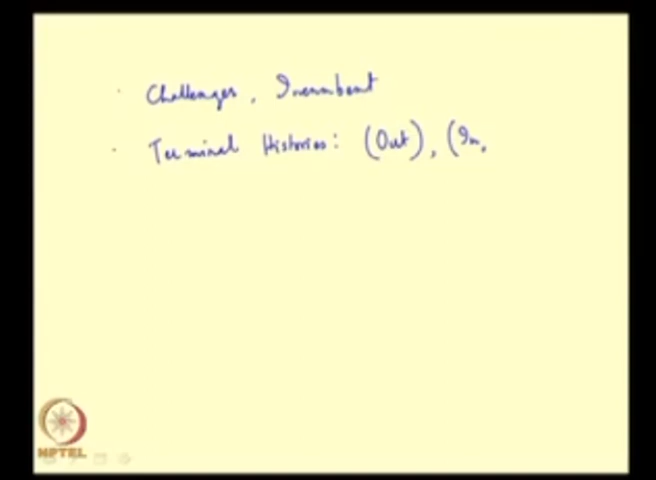 Challenger, Incumbent
Terminal Histories: (Out), (In,
NPTEL